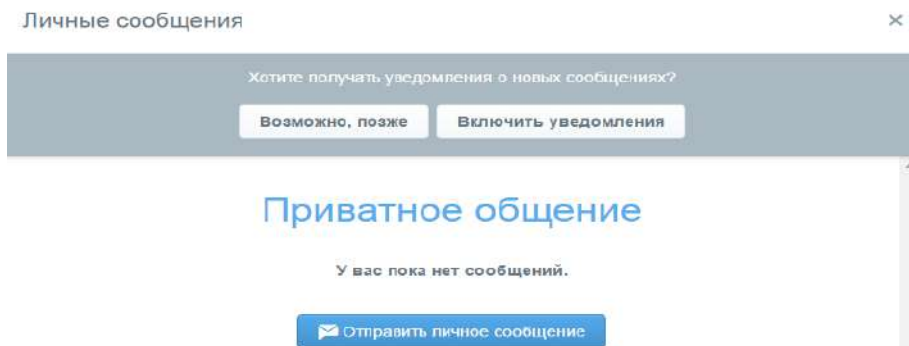 Личные сообщения
Хотите получать уведомления о новых сообщениях?
Возможно, позже Включить уведомления
Приватное общение
У вас пока нет сообщений.
Отправить личное сообщение